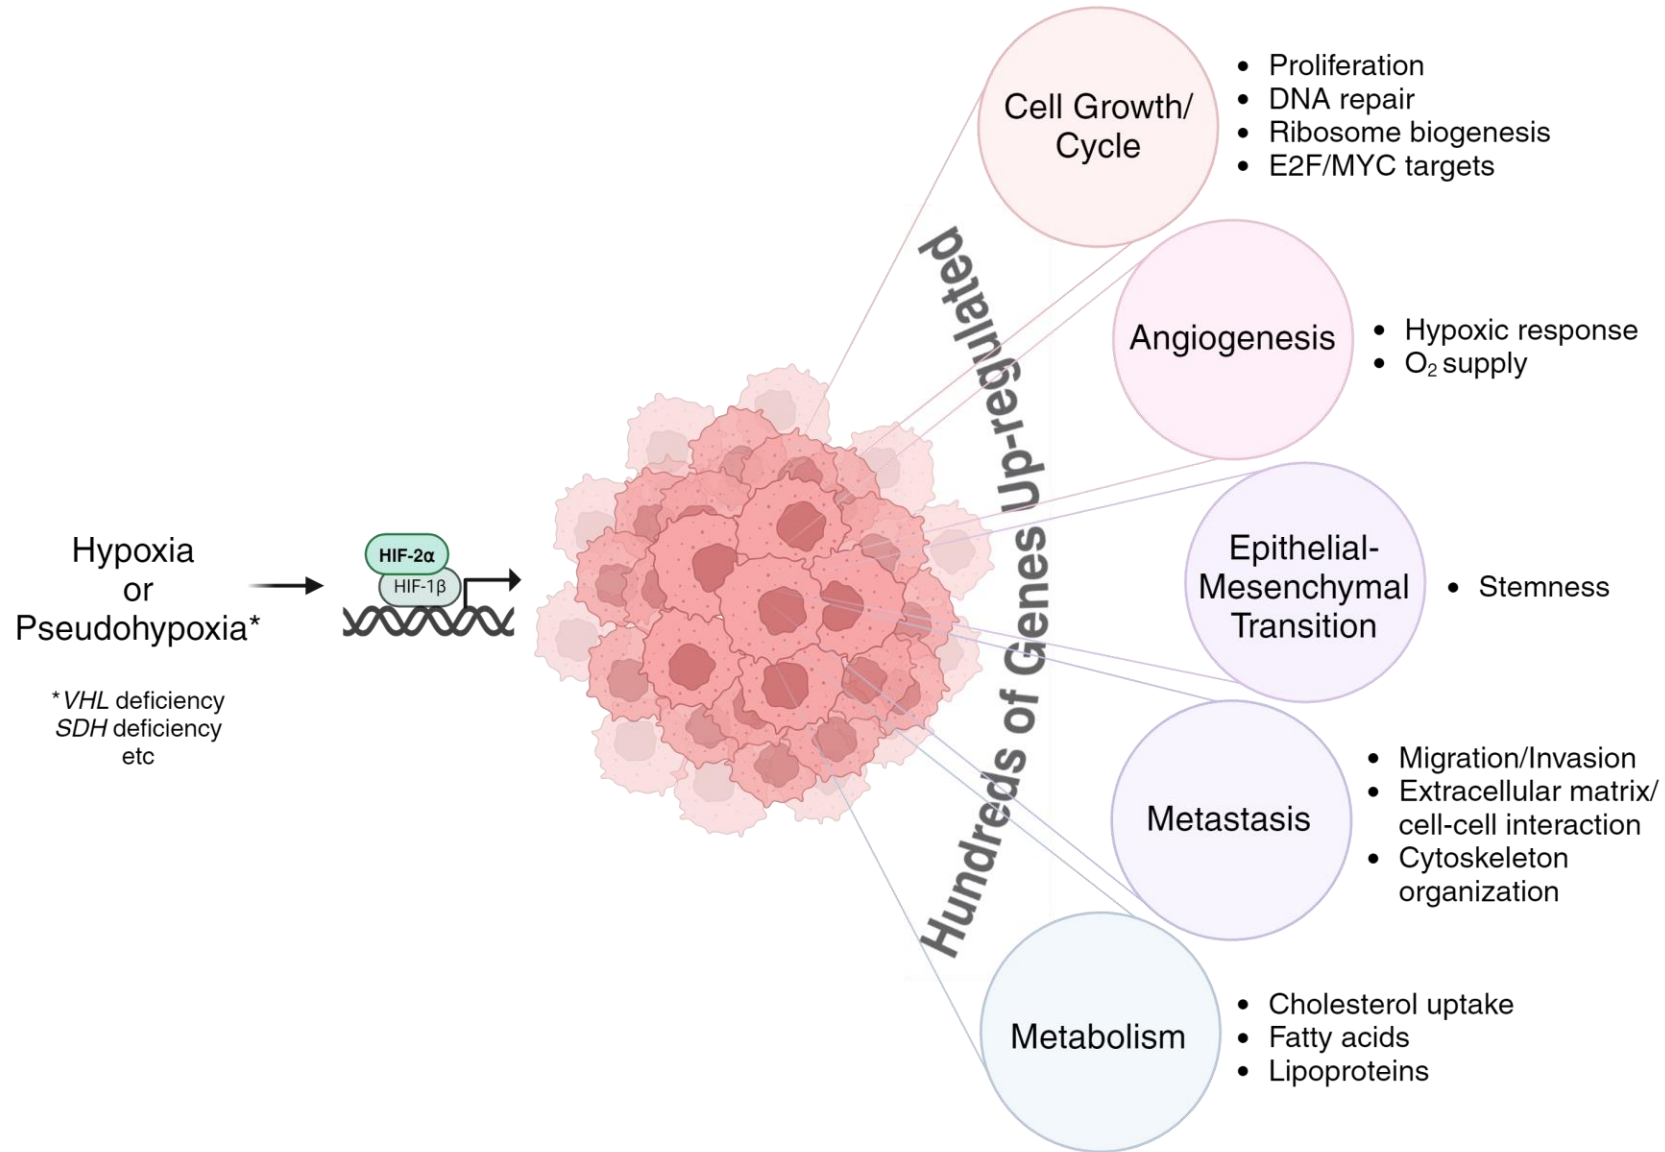 Hypoxia
or
Pseudohypoxia*
*VHL deficiency
SDH deficiency
etc
HIF-2α
HIF-1β
Hundreds of Genes Up-regulated
Cell Growth/
Cycle
• Proliferation
• DNA repair
• Ribosome biogenesis
• E2F/MYC targets
Angiogenesis
• Hypoxic response
• O₂ supply
Epithelial-
Mesenchymal
Transition
• Stemness
Metastasis
• Migration/Invasion
• Extracellular matrix/
cell-cell interaction
• Cytoskeleton
organization
Metabolism
• Cholesterol uptake
• Fatty acids
• Lipoproteins